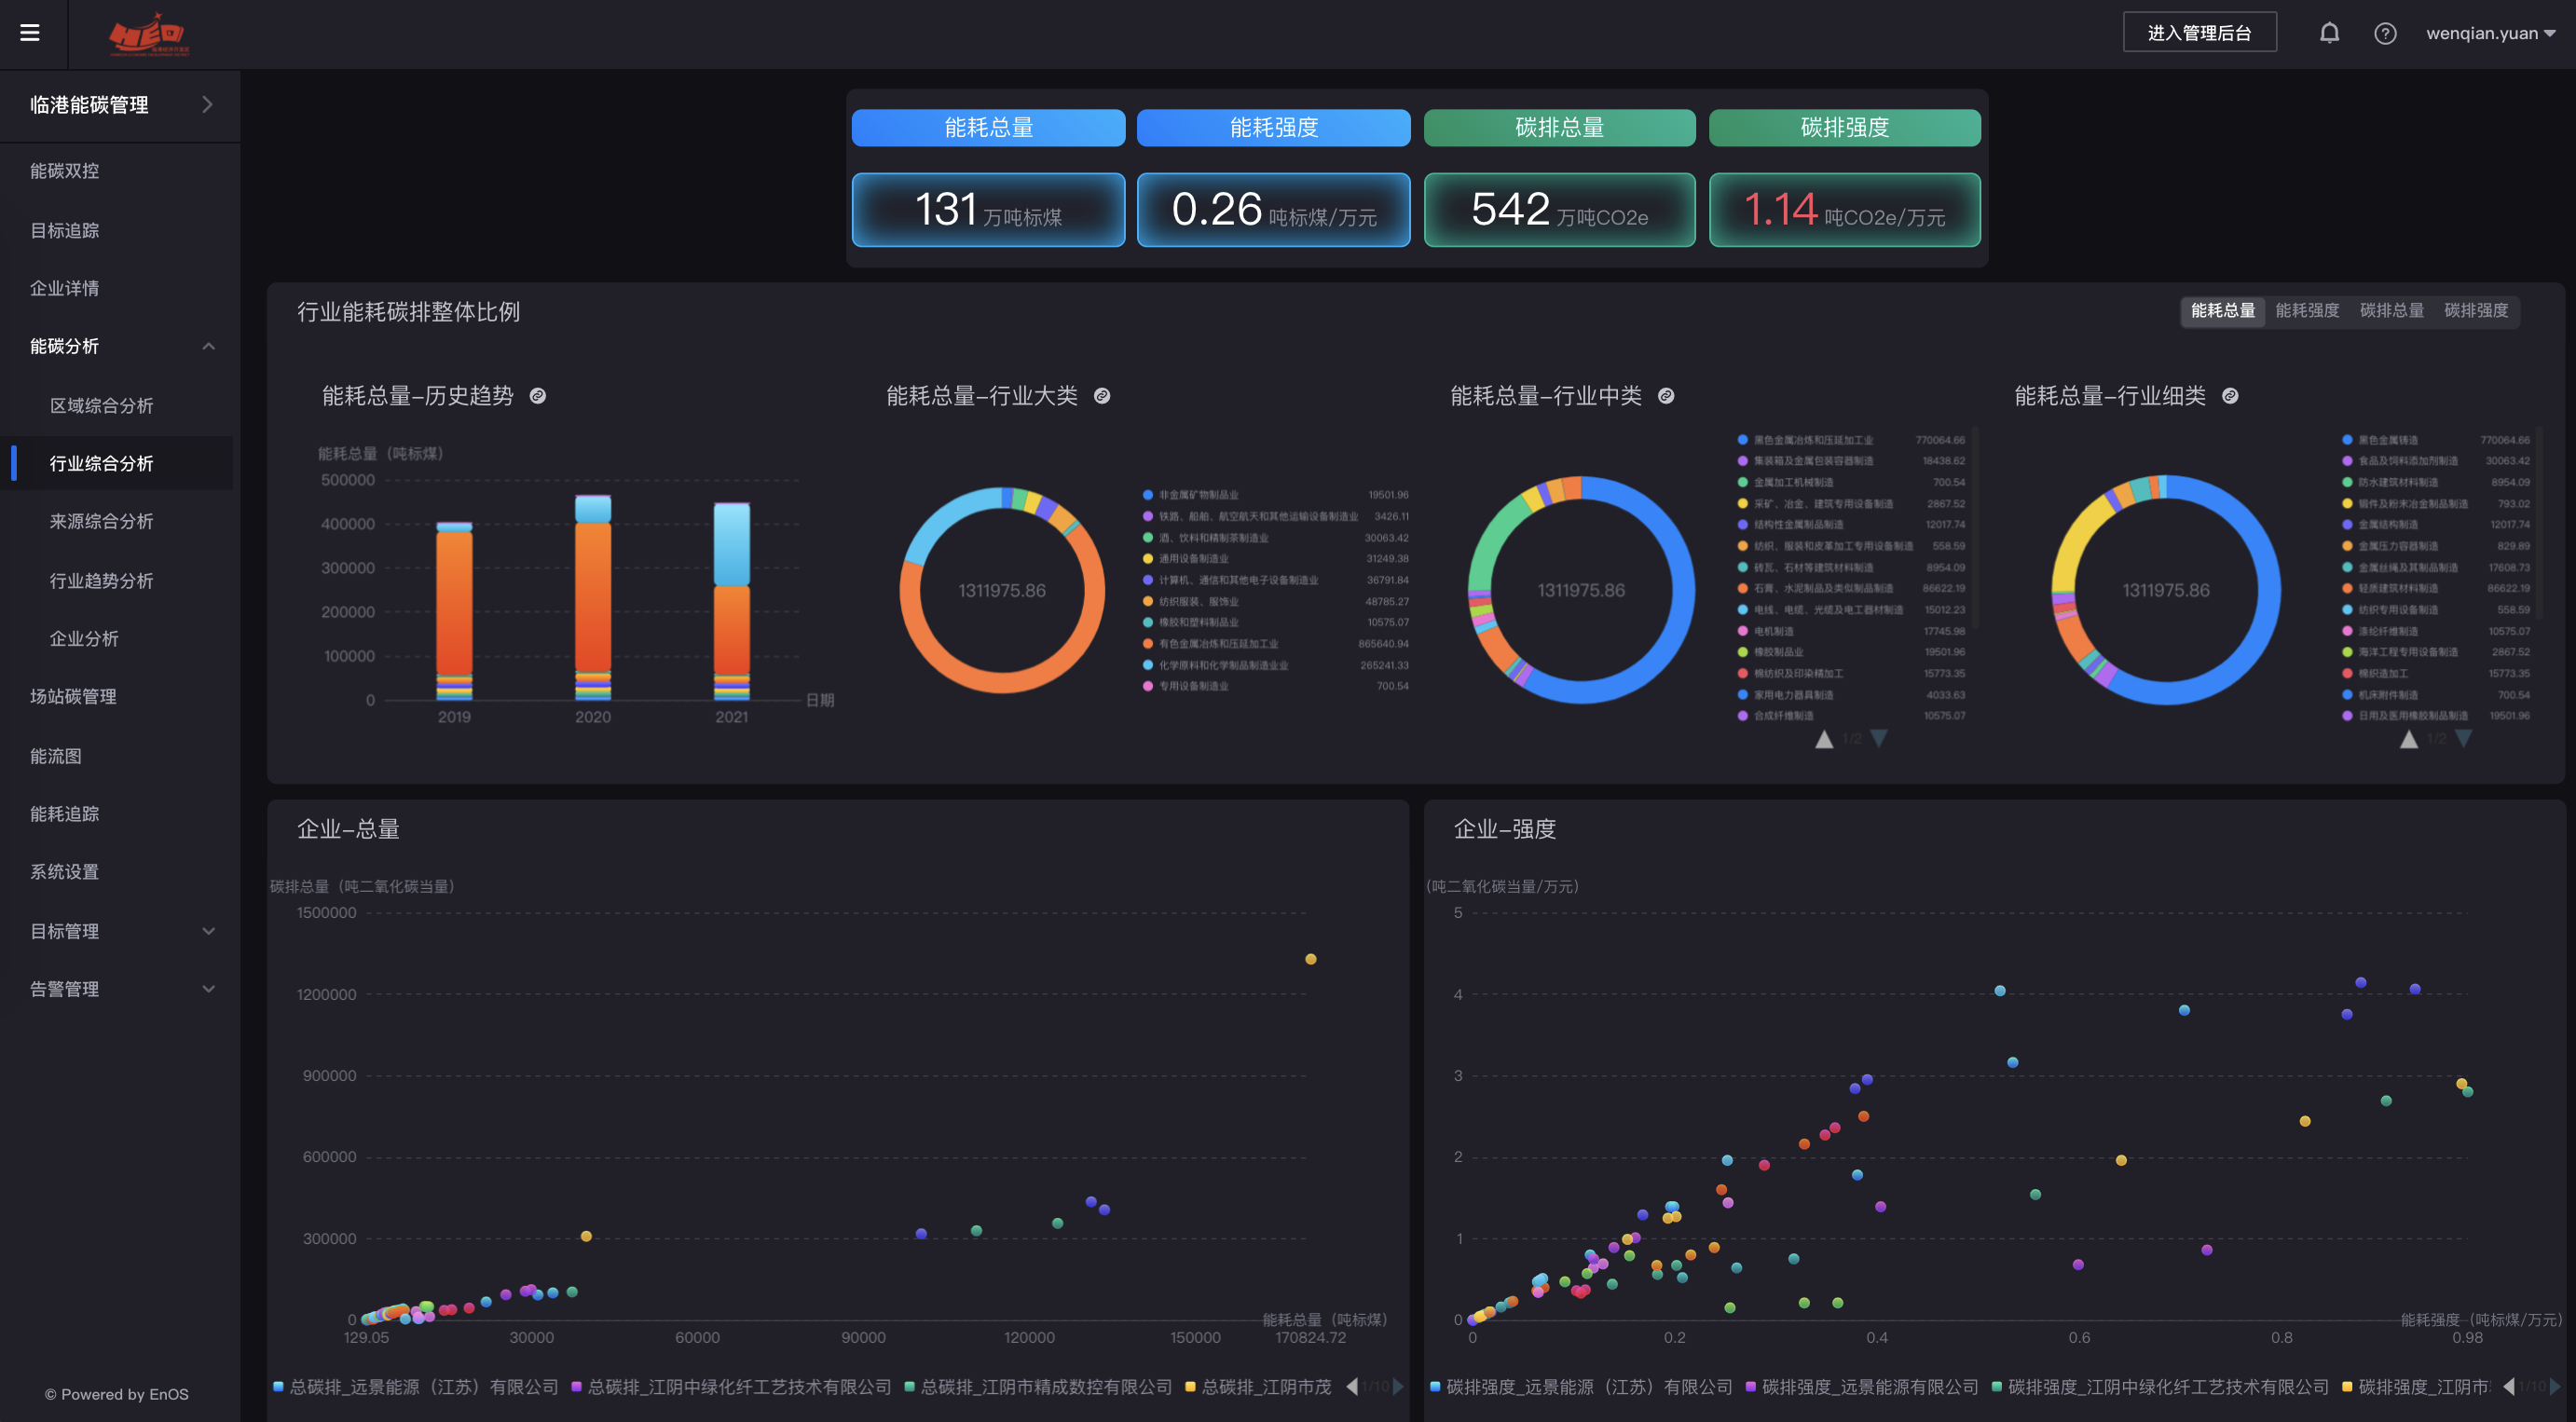 进入管理后台
wenqian.yuan
临港能碳管理
能碳双控
目标追踪
企业详情
能碳分析
区域综合分析
行业综合分析
来源综合分析
行业趋势分析
企业分析
场站碳管理
能流图
能耗追踪
系统设置
目标管理
告警管理
© Powered by EnOS
能耗总量
能耗强度
碳排总量
碳排强度
131 万吨标煤
0.26 吨标煤/万元
542 万吨CO2e
1.14 吨CO2e/万元
行业能耗碳排整体比例
能耗总量 能耗强度 碳排总量 碳排强度
能耗总量–历史趋势
能耗总量（吨标煤）
500000
400000
300000
200000
100000
0
2019 2020 2021
日期
能耗总量–行业大类
1311975.86
非金属矿物制品业 19501.96
铁路、船舶、航空航天和其他运输设备制造业 3426.11
酒、饮料和精制茶制造业 30063.42
通用设备制造业 31249.38
计算机、通信和其他电子设备制造业 36791.84
纺织服装、服饰业 48785.27
橡胶和塑料制品业 10575.07
有色金属冶炼和压延加工业 865640.94
化学原料和化学制品制造业业 265241.33
专用设备制造业 700.54
能耗总量–行业中类
1311975.86
黑色金属冶炼和压延加工业 770064.66
集装箱及金属包装容器制造 18438.62
金属加工机械制造 700.54
采矿、冶金、建筑专用设备制造 2867.52
结构性金属制品制造 12017.74
纺织、服装和皮革加工专用设备制造 558.59
砖瓦、石材等建筑材料制造 8954.09
石膏、水泥制品及类似制品制造 86622.19
电线、电缆、光缆及电工器材制造 15012.23
电机制造 17745.98
橡胶制品业 19501.96
棉纺织及印染精加工 15773.35
家用电力器具制造 4033.63
合成纤维制造 10575.07
1/2
能耗总量–行业细类
1311975.86
黑色金属铸造 770064.66
食品及饲料添加剂制造 30063.42
防水建筑材料制造 8954.09
锻件及粉末冶金制品制造 793.02
金属结构制造 12017.74
金属压力容器制造 829.89
金属丝绳及其制品制造 17608.73
轻质建筑材料制造 86622.19
纺织专用设备制造 558.59
涤纶纤维制造 10575.07
海洋工程专用设备制造 2867.52
棉织造加工 15773.35
机床附件制造 700.54
日用及医用橡胶制品制造 19501.96
1/2
企业–总量
碳排总量（吨二氧化碳当量）
1500000
1200000
900000
600000
300000
0
能耗总量（吨标煤）
129.05 30000 60000 90000 120000 150000 170824.72
总碳排_远景能源（江苏）有限公司 总碳排_江阴中绿化纤工艺技术有限公司 总碳排_江阴市精成数控有限公司 总碳排_江阴市茂 1/10
企业–强度
(吨二氧化碳当量/万元)
5
4
3
2
1
0
能耗强度（吨标煤/万元）
0 0.2 0.4 0.6 0.8 0.98
碳排强度_远景能源（江苏）有限公司 碳排强度_远景能源有限公司 碳排强度_江阴中绿化纤工艺技术有限公司 碳排强度_江阴市 1/10